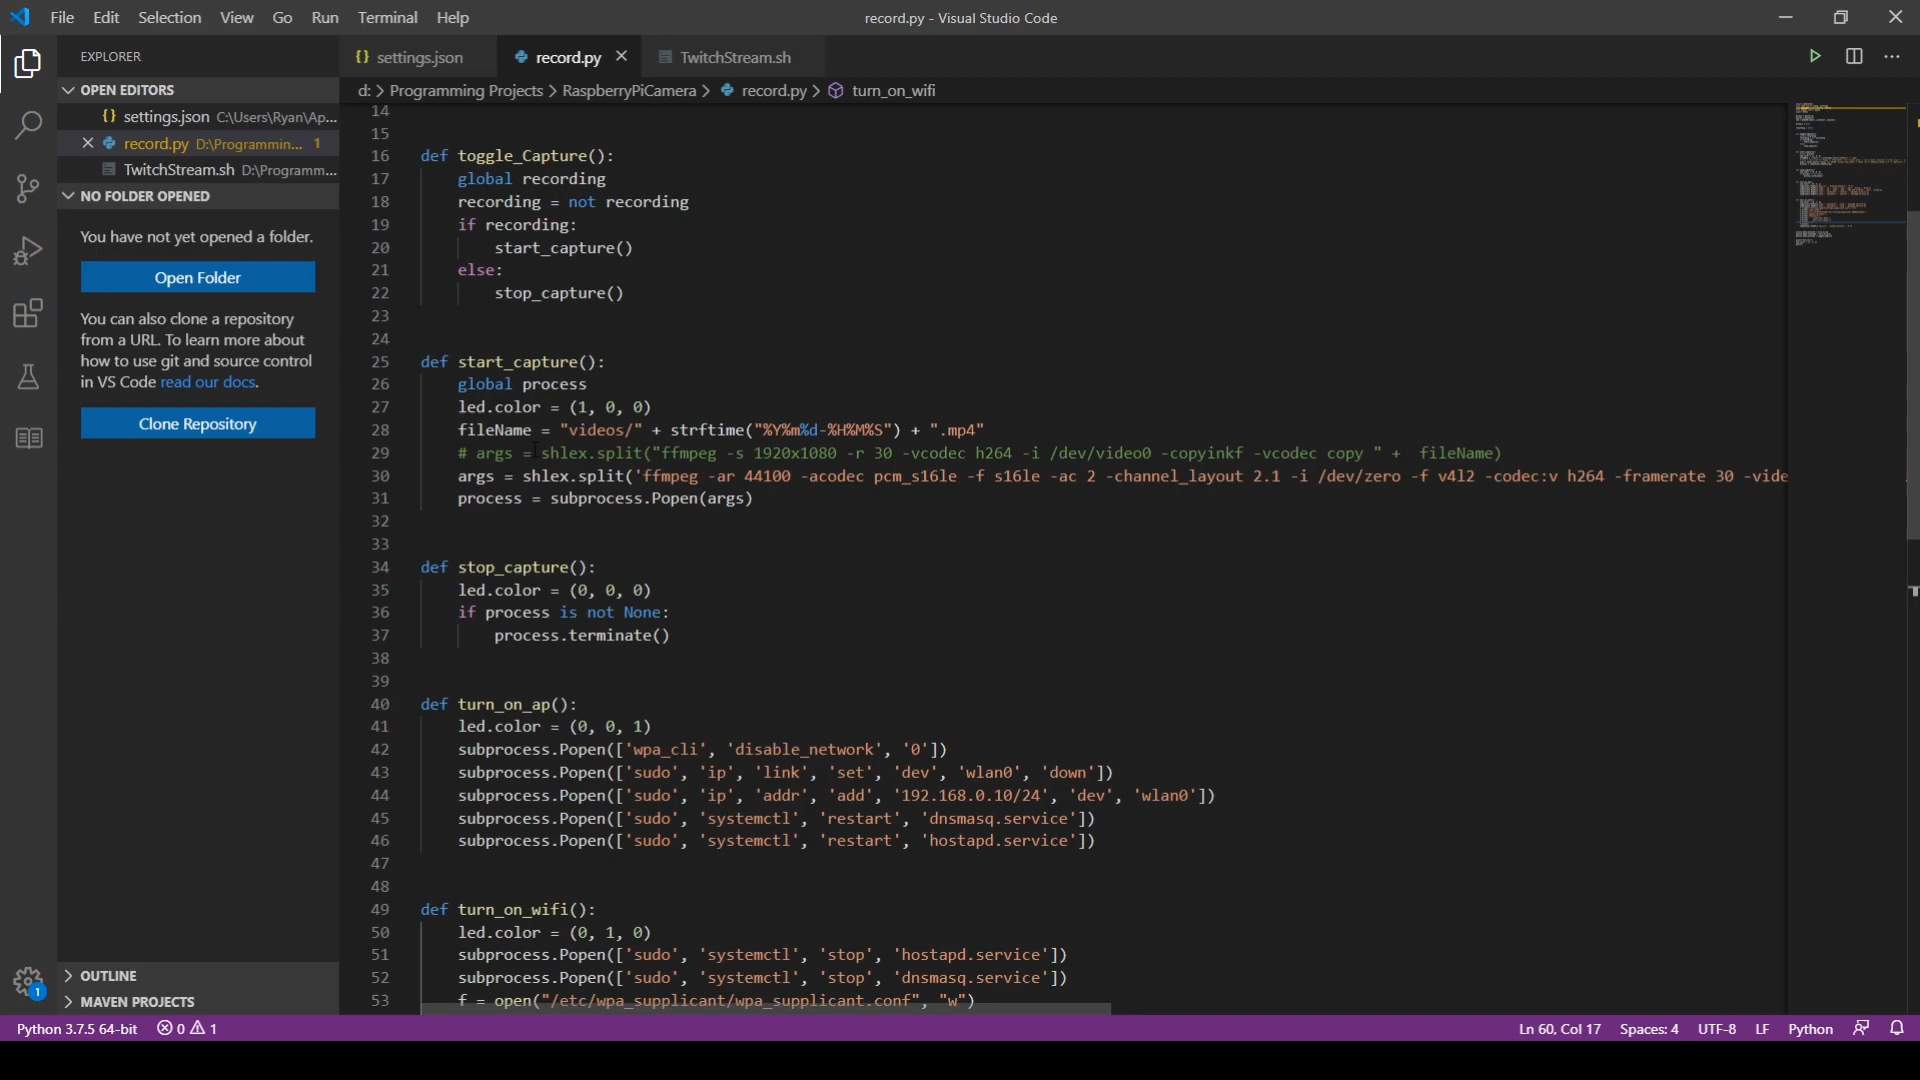 File Edit Selection View Go Run Terminal Help
record.py - Visual Studio Code
EXPLORER
OPEN EDITORS
{} settings.json C:\Users\Ryan\Ap...
record.py D:\Programmin... 1
TwitchStream.sh D:\Programm...
NO FOLDER OPENED
You have not yet opened a folder.
Open Folder
You can also clone a repository
from a URL. To learn more about
how to use git and source control
in VS Code read our docs.
Clone Repository
OUTLINE
MAVEN PROJECTS
{} settings.json
record.py
TwitchStream.sh
d: > Programming Projects > RaspberryPiCamera > record.py > turn_on_wifi
14
15
16 def toggle_Capture():
17 global recording
18 recording = not recording
19 if recording:
20 start_capture()
21 else:
22 stop_capture()
23
24
25 def start_capture():
26 global process
27 led.color = (1, 0, 0)
28 fileName = "videos/" + strftime("%Y%m%d-%H%M%S") + ".mp4"
29 # args = shlex.split("ffmpeg -s 1920x1080 -r 30 -vcodec h264 -i /dev/video0 -copyinkf -vcodec copy " + fileName)
30 args = shlex.split('ffmpeg -ar 44100 -acodec pcm_s16le -f s16le -ac 2 -channel_layout 2.1 -i /dev/zero -f v4l2 -codec:v h264 -framerate 30 -vide
31 process = subprocess.Popen(args)
32
33
34 def stop_capture():
35 led.color = (0, 0, 0)
36 if process is not None:
37 process.terminate()
38
39
40 def turn_on_ap():
41 led.color = (0, 0, 1)
42 subprocess.Popen(['wpa_cli', 'disable_network', '0'])
43 subprocess.Popen(['sudo', 'ip', 'link', 'set', 'dev', 'wlan0', 'down'])
44 subprocess.Popen(['sudo', 'ip', 'addr', 'add', '192.168.0.10/24', 'dev', 'wlan0'])
45 subprocess.Popen(['sudo', 'systemctl', 'restart', 'dnsmasq.service'])
46 subprocess.Popen(['sudo', 'systemctl', 'restart', 'hostapd.service'])
47
48
49 def turn_on_wifi():
50 led.color = (0, 1, 0)
51 subprocess.Popen(['sudo', 'systemctl', 'stop', 'hostapd.service'])
52 subprocess.Popen(['sudo', 'systemctl', 'stop', 'dnsmasq.service'])
53 f = open("/etc/wpa_supplicant/wpa_supplicant.conf", "w")
1
Python 3.7.5 64-bit 0 1
Ln 60, Col 17 Spaces: 4 UTF-8 LF Python